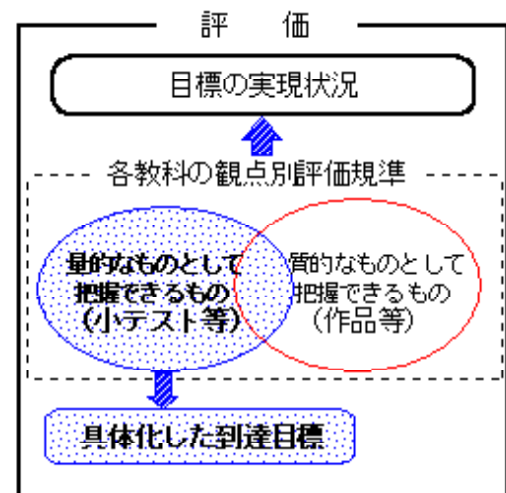 評 価
目標の実現状況
各教科の観点別評価規準
量的なものとして
把握できるもの
(小テスト等)
質的なものとして
把握できるもの
(作品等)
具体化した到達目標